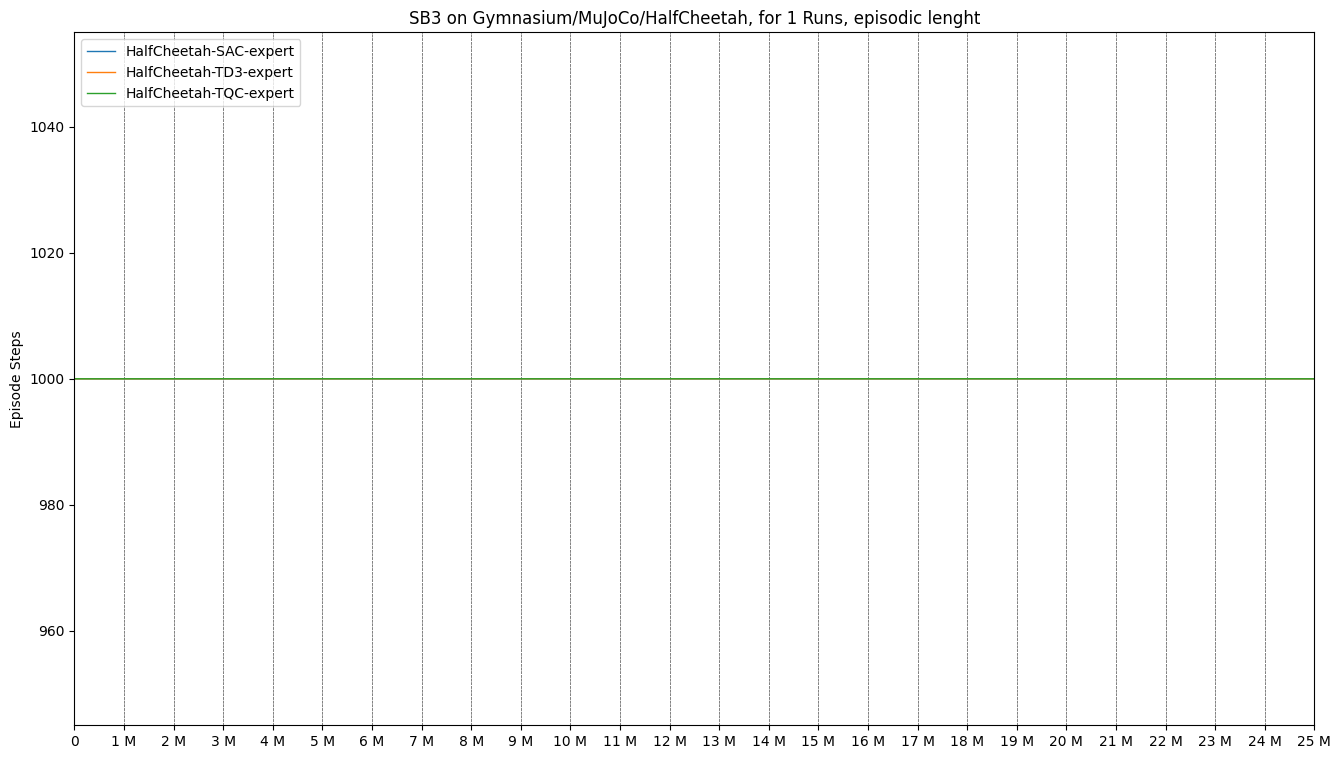 SB3 on Gymnasium/MuJoCo/HalfCheetah, for 1 Runs, episodic lenght
HalfCheetah-SAC-expert
HalfCheetah-TD3-expert
HalfCheetah-TQC-expert
Episode Steps
1040
1020
1000
980
960
0 1 M 2 M 3 M 4 M 5 M 6 M 7 M 8 M 9 M 10 M 11 M 12 M 13 M 14 M 15 M 16 M 17 M 18 M 19 M 20 M 21 M 22 M 23 M 24 M 25 M